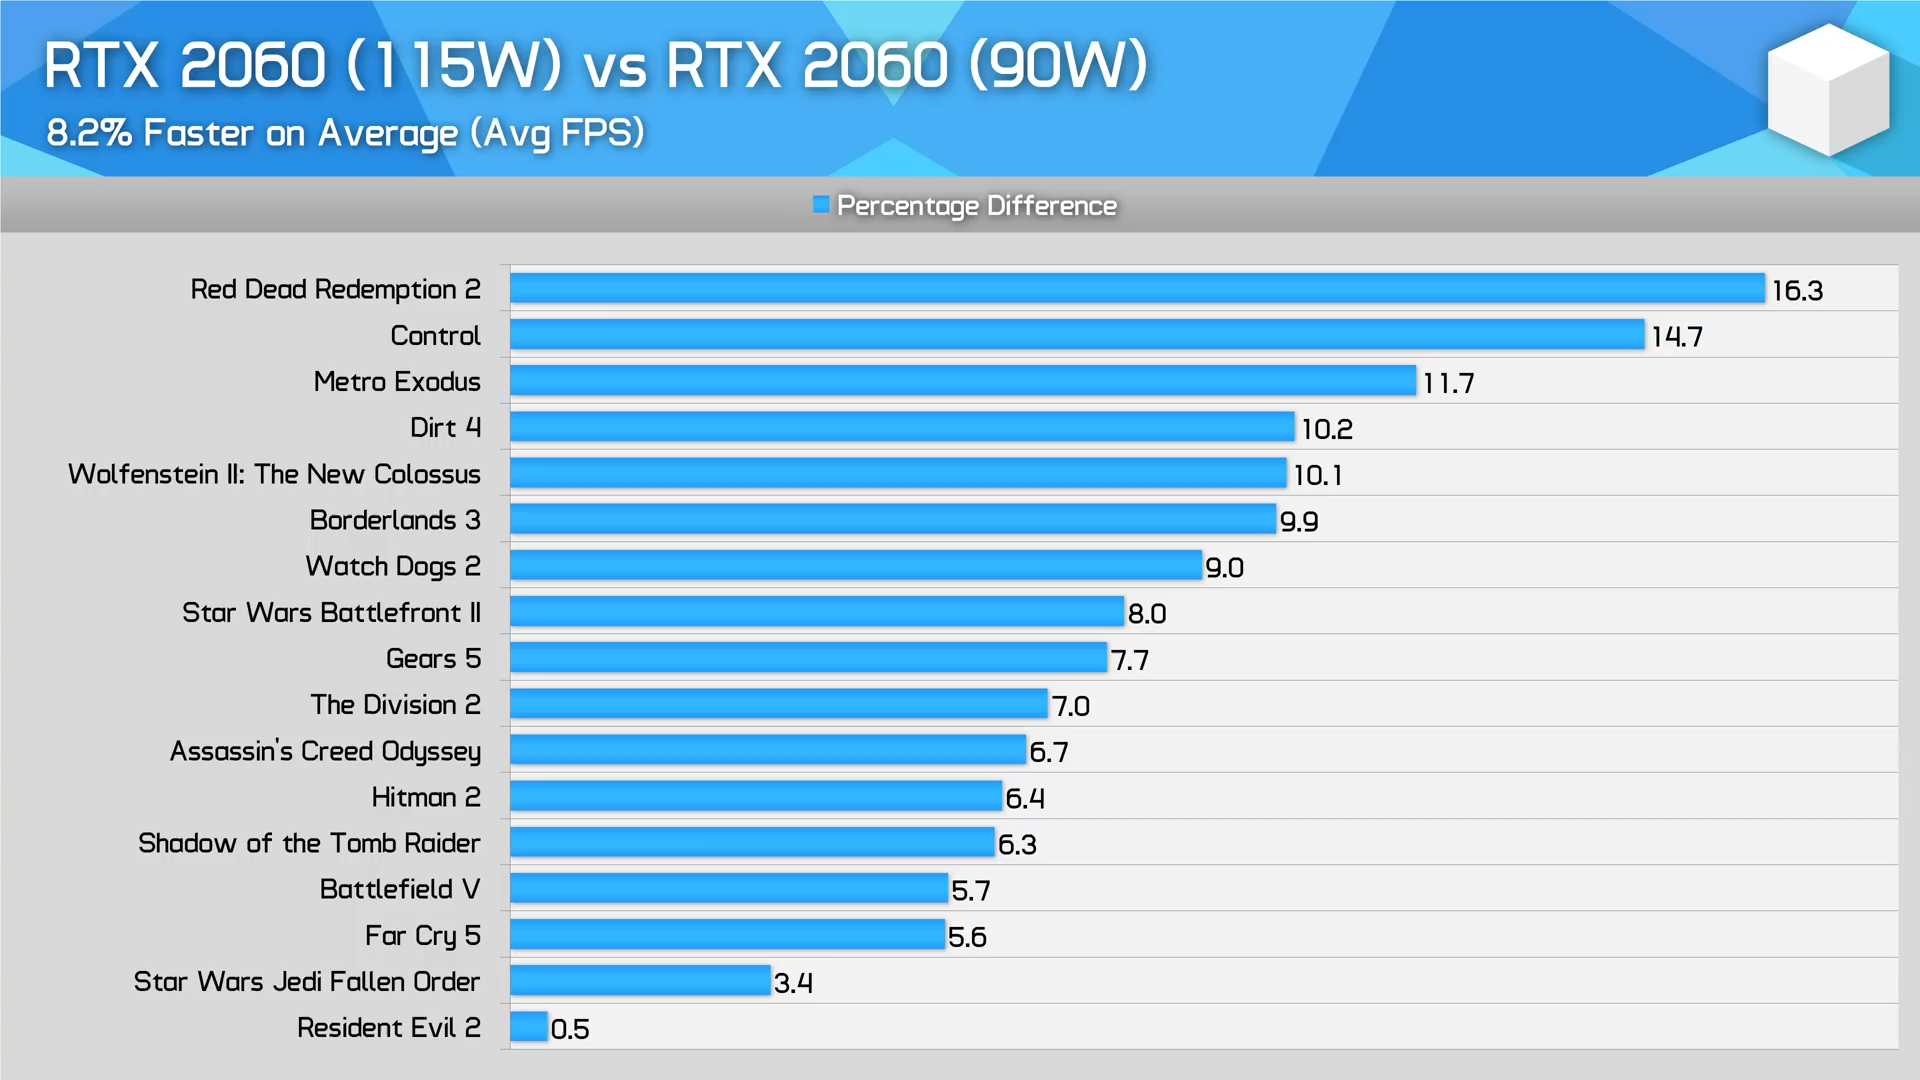 RTX 2060 (115W) vs RTX 2060 (90W)
8.2% Faster on Average (Avg FPS)
Percentage Difference
Red Dead Redemption 2 16.3
Control 14.7
Metro Exodus 11.7
Dirt 4 10.2
Wolfenstein II: The New Colossus 10.1
Borderlands 3 9.9
Watch Dogs 2 9.0
Star Wars Battlefront II 8.0
Gears 5 7.7
The Division 2 7.0
Assassin's Creed Odyssey 6.7
Hitman 2 6.4
Shadow of the Tomb Raider 6.3
Battlefield V 5.7
Far Cry 5 5.6
Star Wars Jedi Fallen Order 3.4
Resident Evil 2 0.5